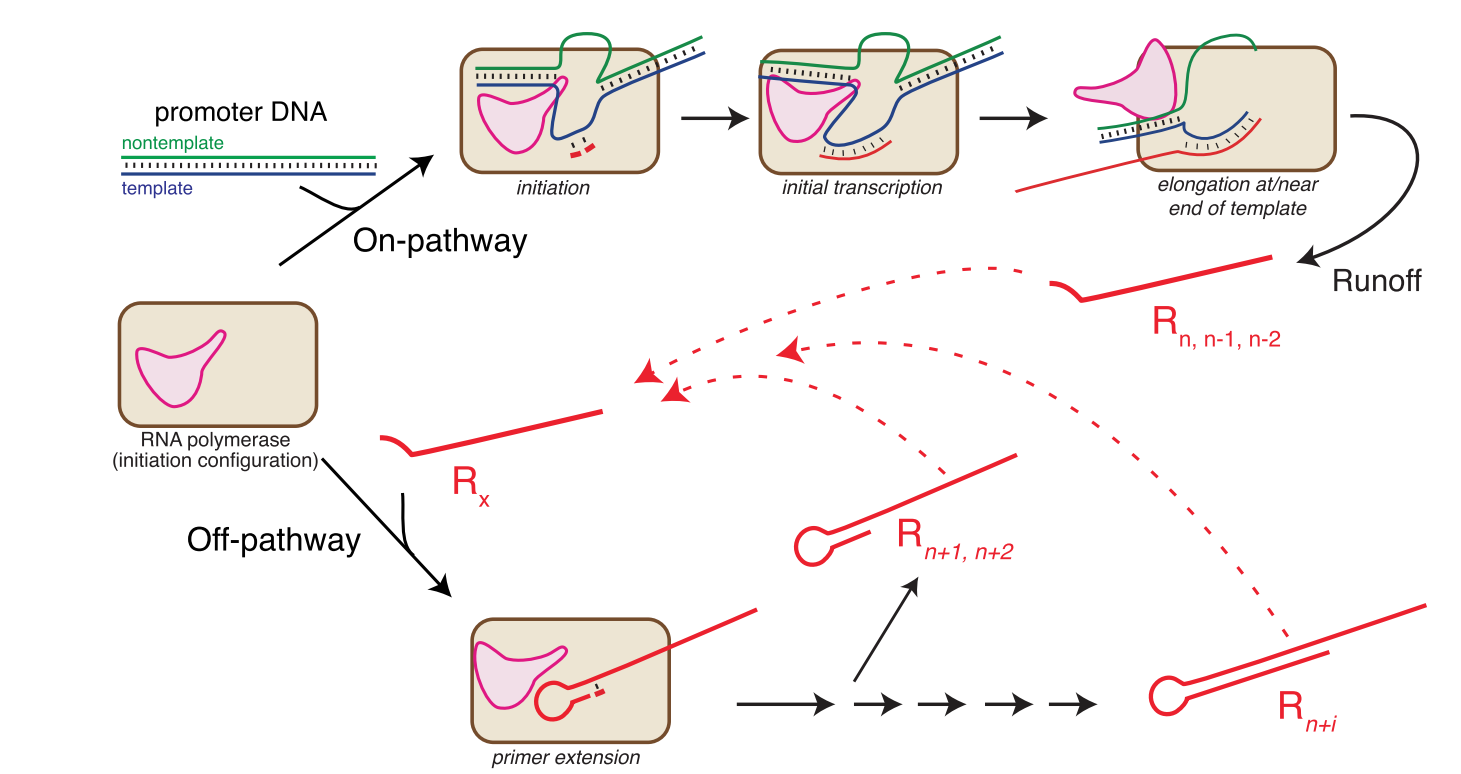 promoter DNA
nontemplate
template
initiation
initial transcription
elongation at/near
end of template
On-pathway
Runoff
R n, n-1, n-2
RNA polymerase
(initiation configuration)
R x
Off-pathway
R n+1, n+2
primer extension
R n+i